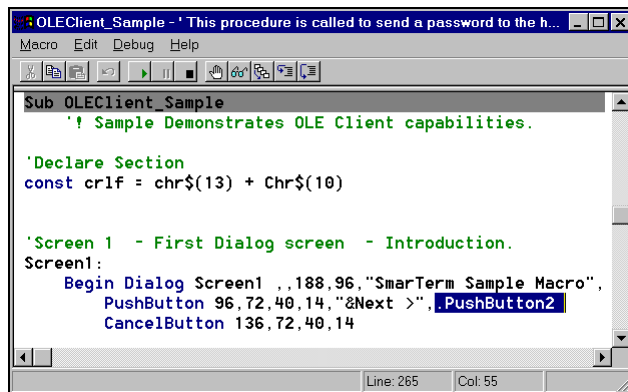 OLEClient_Sample - ' This procedure is called to send a password to the h...
Macro Edit Debug Help
Sub OLEClient_Sample
'! Sample Demonstrates OLE Client capabilities.
'Declare Section
const crlf = chr$(13) + Chr$(10)
'Screen 1  - First Dialog screen  - Introduction.
Screen1:
Begin Dialog Screen1 ,,188,96,"SmarTerm Sample Macro",
PushButton 96,72,40,14,"&Next >",.PushButton2
CancelButton 136,72,40,14
Line: 265 Col: 55